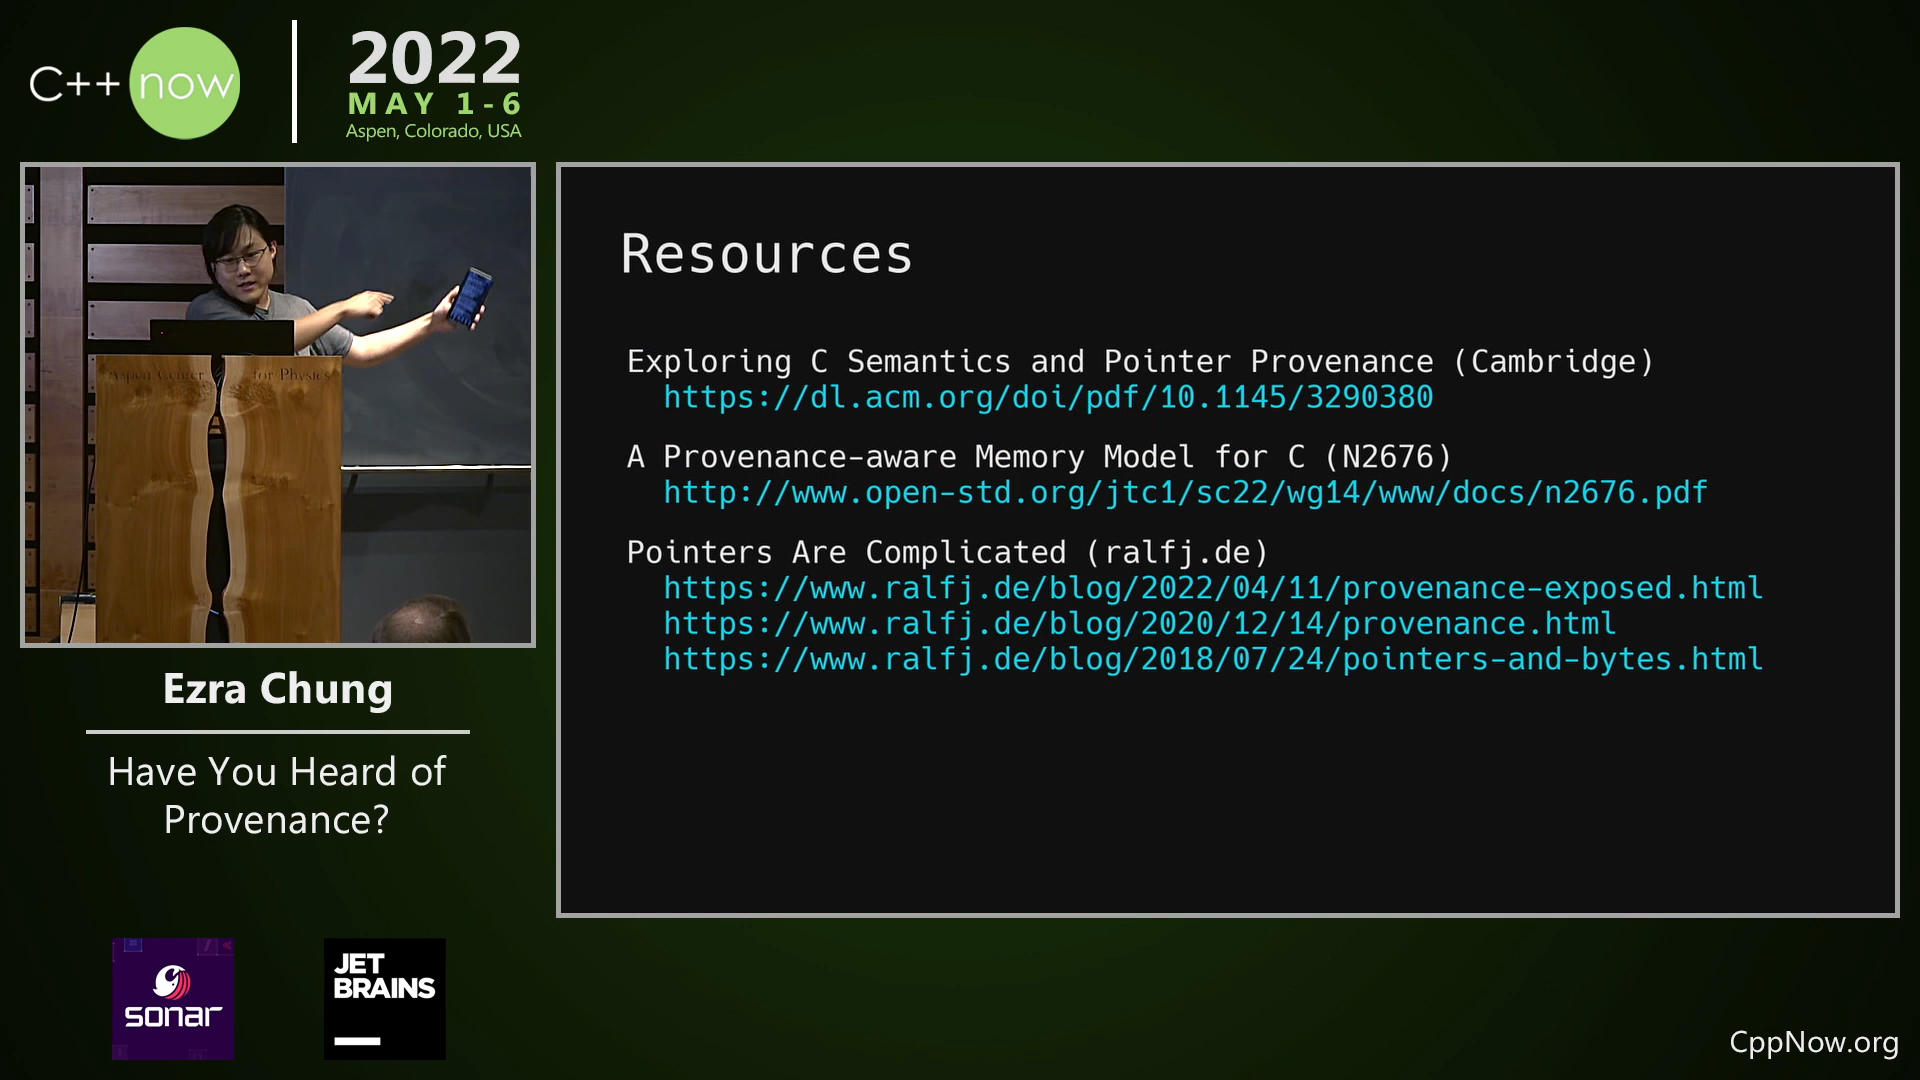 C++ now
2022
MAY 1-6
Aspen, Colorado, USA
Aspen Center for Physics
Resources
Exploring C Semantics and Pointer Provenance (Cambridge)
https://dl.acm.org/doi/pdf/10.1145/3290380
A Provenance-aware Memory Model for C (N2676)
http://www.open-std.org/jtc1/sc22/wg14/www/docs/n2676.pdf
Pointers Are Complicated (ralfj.de)
https://www.ralfj.de/blog/2022/04/11/provenance-exposed.html
https://www.ralfj.de/blog/2020/12/14/provenance.html
https://www.ralfj.de/blog/2018/07/24/pointers-and-bytes.html
Ezra Chung
Have You Heard of
Provenance?
sonar
JET
BRAINS
CppNow.org